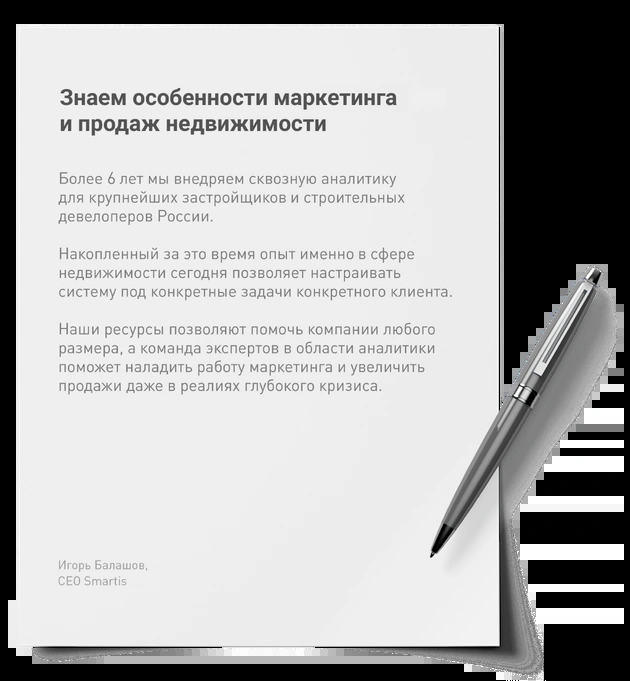 Знаем особенности маркетинга
и продаж недвижимости
Более 6 лет мы внедряем сквозную аналитику
для крупнейших застройщиков и строительных
девелоперов России.
Накопленный за это время опыт именно в сфере
недвижимости сегодня позволяет настраивать
систему под конкретные задачи конкретного клиента.
Наши ресурсы позволяют помочь компании любого
размера, а команда экспертов в области аналитики
поможет наладить работу маркетинга и увеличить
продажи даже в реалиях глубокого кризиса.
Игорь Балашов,
CEO Smartis